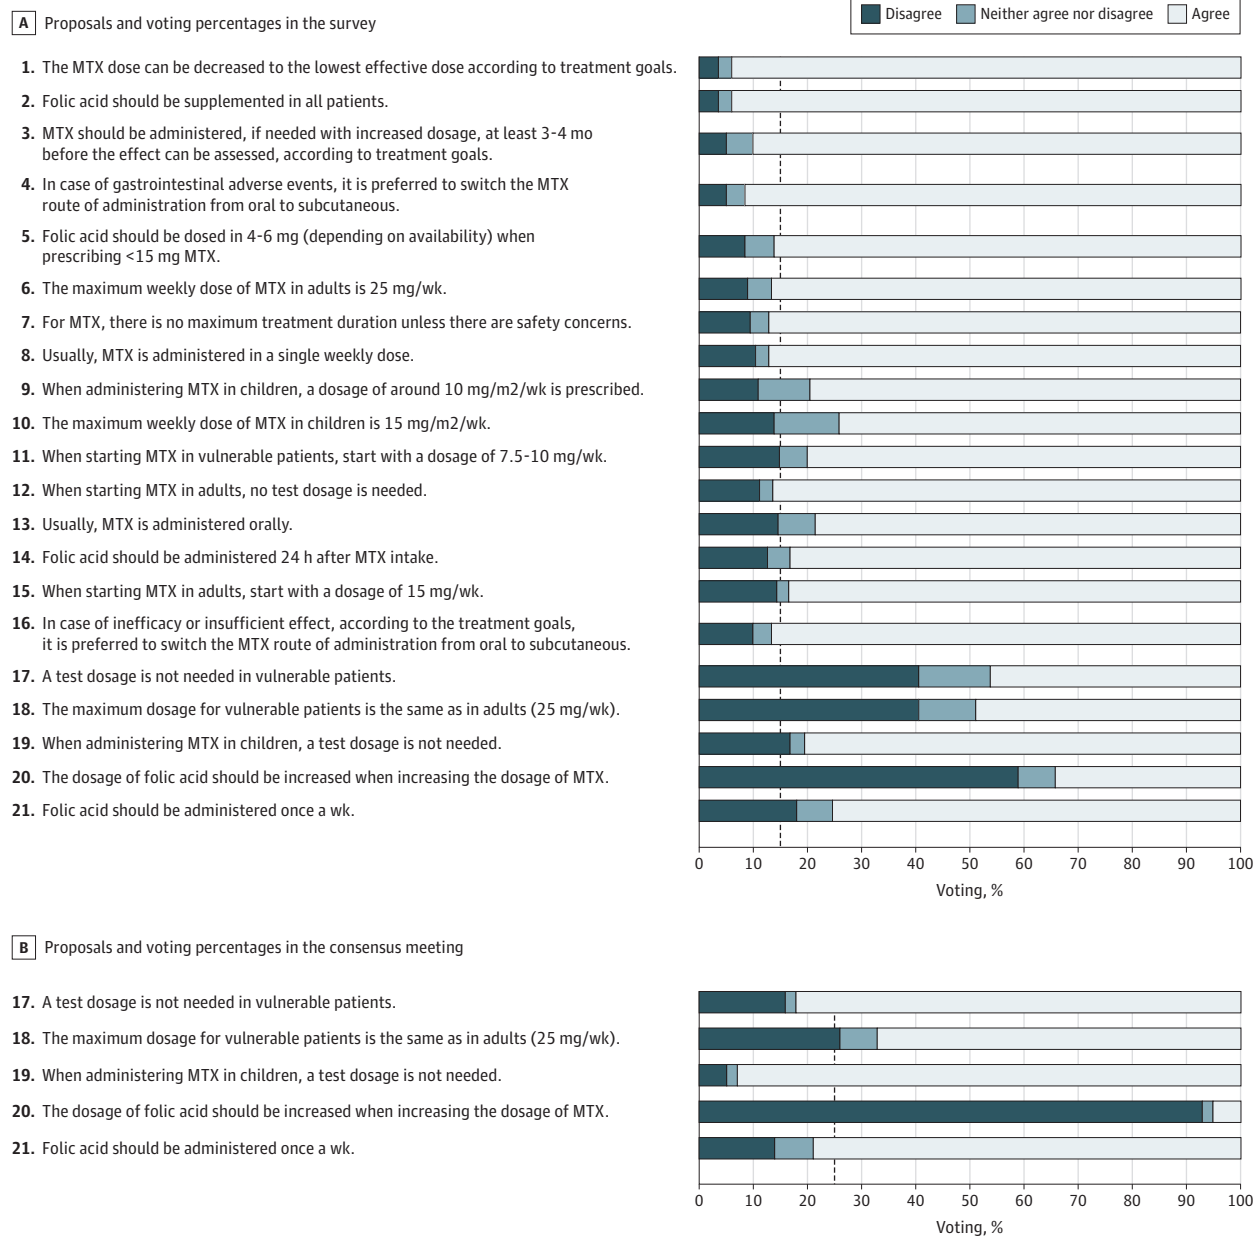 A Proposals and voting percentages in the survey
Disagree Neither agree nor disagree Agree
1. The MTX dose can be decreased to the lowest effective dose according to treatment goals.
2. Folic acid should be supplemented in all patients.
3. MTX should be administered, if needed with increased dosage, at least 3-4 mo
before the effect can be assessed, according to treatment goals.
4. In case of gastrointestinal adverse events, it is preferred to switch the MTX
route of administration from oral to subcutaneous.
5. Folic acid should be dosed in 4-6 mg (depending on availability) when
prescribing <15 mg MTX.
6. The maximum weekly dose of MTX in adults is 25 mg/wk.
7. For MTX, there is no maximum treatment duration unless there are safety concerns.
8. Usually, MTX is administered in a single weekly dose.
9. When administering MTX in children, a dosage of around 10 mg/m2/wk is prescribed.
10. The maximum weekly dose of MTX in children is 15 mg/m2/wk.
11. When starting MTX in vulnerable patients, start with a dosage of 7.5-10 mg/wk.
12. When starting MTX in adults, no test dosage is needed.
13. Usually, MTX is administered orally.
14. Folic acid should be administered 24 h after MTX intake.
15. When starting MTX in adults, start with a dosage of 15 mg/wk.
16. In case of inefficacy or insufficient effect, according to the treatment goals,
it is preferred to switch the MTX route of administration from oral to subcutaneous.
17. A test dosage is not needed in vulnerable patients.
18. The maximum dosage for vulnerable patients is the same as in adults (25 mg/wk).
19. When administering MTX in children, a test dosage is not needed.
20. The dosage of folic acid should be increased when increasing the dosage of MTX.
21. Folic acid should be administered once a wk.
0 10 20 30 40 50 60 70 80 90 100
Voting, %
B Proposals and voting percentages in the consensus meeting
17. A test dosage is not needed in vulnerable patients.
18. The maximum dosage for vulnerable patients is the same as in adults (25 mg/wk).
19. When administering MTX in children, a test dosage is not needed.
20. The dosage of folic acid should be increased when increasing the dosage of MTX.
21. Folic acid should be administered once a wk.
0 10 20 30 40 50 60 70 80 90 100
Voting, %